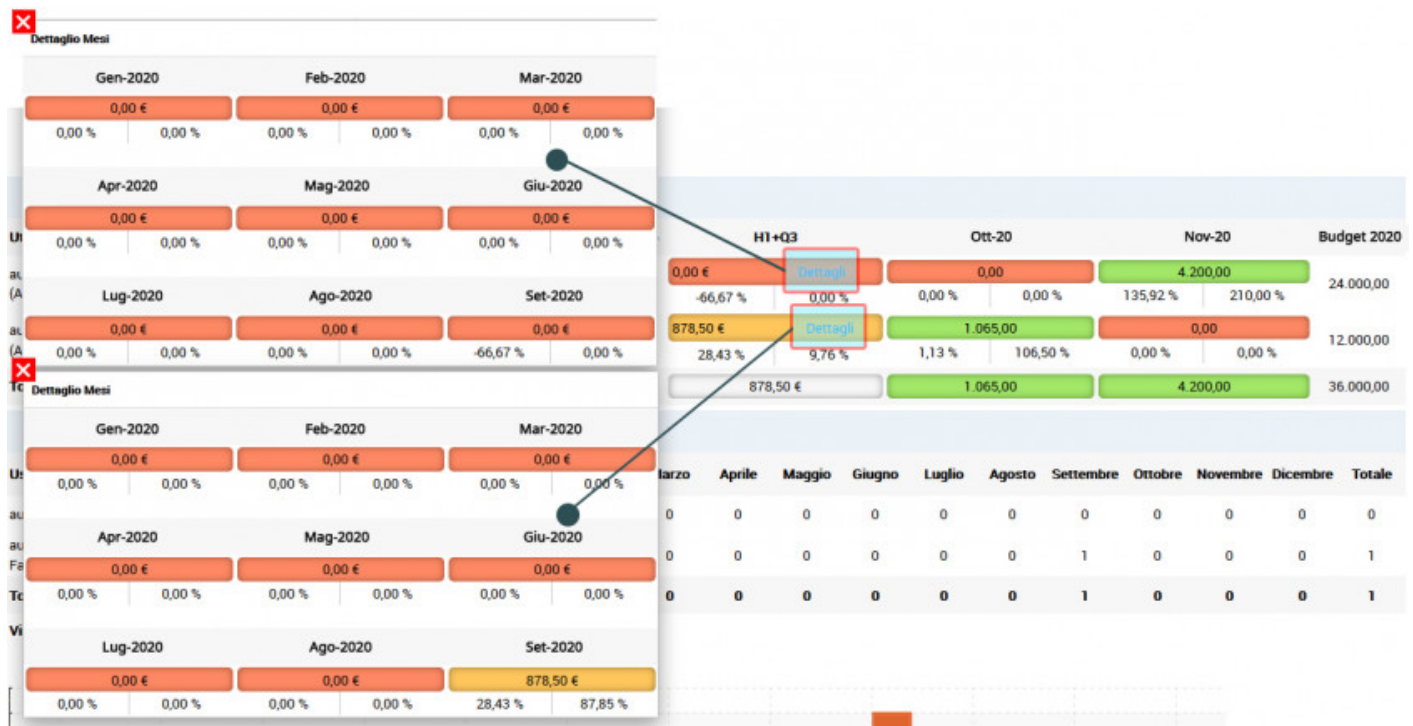 Dettaglio Mesi
Gen-2020 Feb-2020 Mar-2020
0,00 € 0,00 € 0,00 €
0,00 % 0,00 % 0,00 % 0,00 % 0,00 % 0,00 %
Apr-2020 Mag-2020 Giu-2020
0,00 € 0,00 € 0,00 €
0,00 % 0,00 % 0,00 % 0,00 % 0,00 % 0,00 %
Lug-2020 Ago-2020 Set-2020
0,00 € 0,00 € 0,00 €
0,00 % 0,00 % 0,00 % 0,00 % -66,67 % 0,00 %
H1+Q3 Ott-20 Nov-20 Budget 2020
0,00 € Dettagli 0,00 4.200,00 24.000,00
-66,67 % 0,00 % 0,00 % 0,00 % 135,92 % 210,00 %
878,50 € Dettagli 1.065,00 0,00 12.000,00
28,43 % 9,76 % 1,13 % 106,50 % 0,00 % 0,00 %
878,50 € 1.065,00 4.200,00 36.000,00
Dettaglio Mesi
Gen-2020 Feb-2020 Mar-2020
0,00 € 0,00 € 0,00 €
0,00 % 0,00 % 0,00 % 0,00 % 0,00 % 0,00 %
Apr-2020 Mag-2020 Giu-2020
0,00 € 0,00 € 0,00 €
0,00 % 0,00 % 0,00 % 0,00 % 0,00 % 0,00 %
Lug-2020 Ago-2020 Set-2020
0,00 € 0,00 € 878,50 €
0,00 % 0,00 % 0,00 % 0,00 % 28,43 % 87,85 %
Aprile Maggio Giugno Luglio Agosto Settembre Ottobre Novembre Dicembre Totale
0 0 0 0 0 0 0 0 0 0 0
0 0 0 0 0 0 1 0 0 0 1
0 0 0 0 0 0 1 0 0 0 1